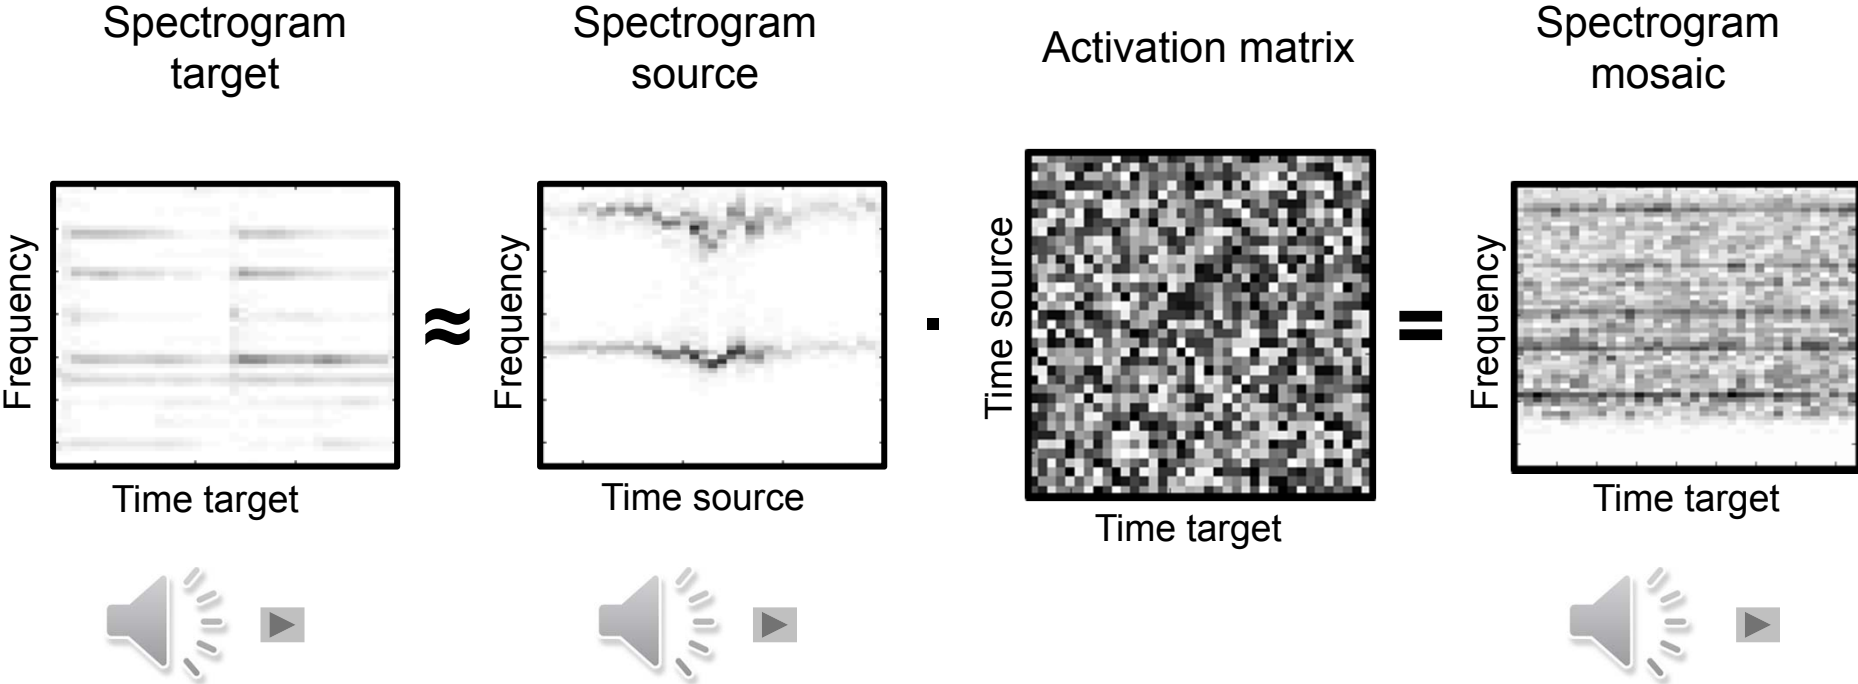 Spectrogram
target
Spectrogram
source
Activation matrix
Spectrogram
mosaic
Frequency
≈
Frequency
·
Time source
=
Frequency
Time target
Time source
Time target
Time target